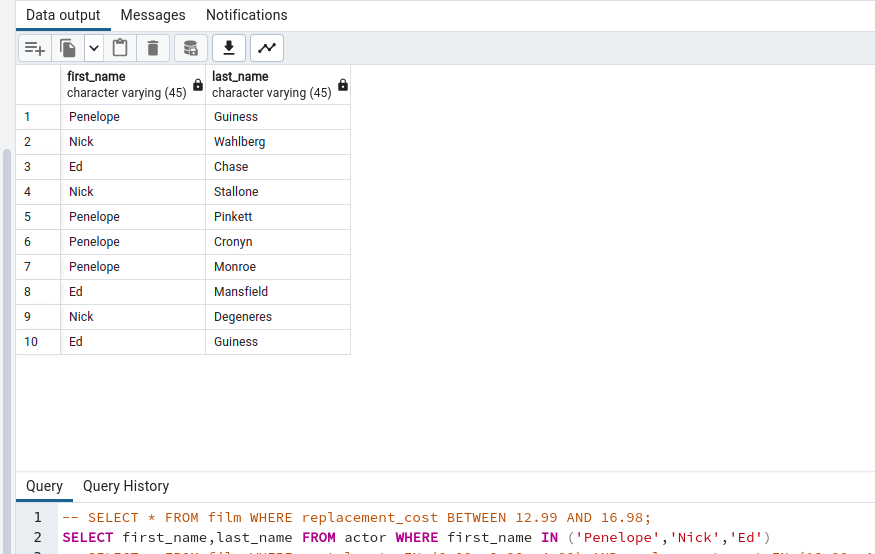 Data output Messages Notifications
first_name last_name
character varying (45) character varying (45)
1 Penelope Guiness
2 Nick Wahlberg
3 Ed Chase
4 Nick Stallone
5 Penelope Pinkett
6 Penelope Cronyn
7 Penelope Monroe
8 Ed Mansfield
9 Nick Degeneres
10 Ed Guiness
Query Query History
1 -- SELECT * FROM film WHERE replacement_cost BETWEEN 12.99 AND 16.98;
2 SELECT first_name,last_name FROM actor WHERE first_name IN ('Penelope','Nick','Ed')